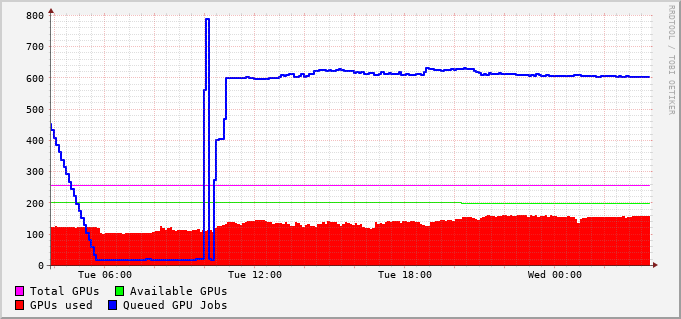 800
700
600
500
400
300
200
100
0
Tue 06:00 Tue 12:00 Tue 18:00 Wed 00:00
Total GPUs Available GPUs
GPUs used Queued GPU Jobs
RRDTOOL / TOBI OETIKER